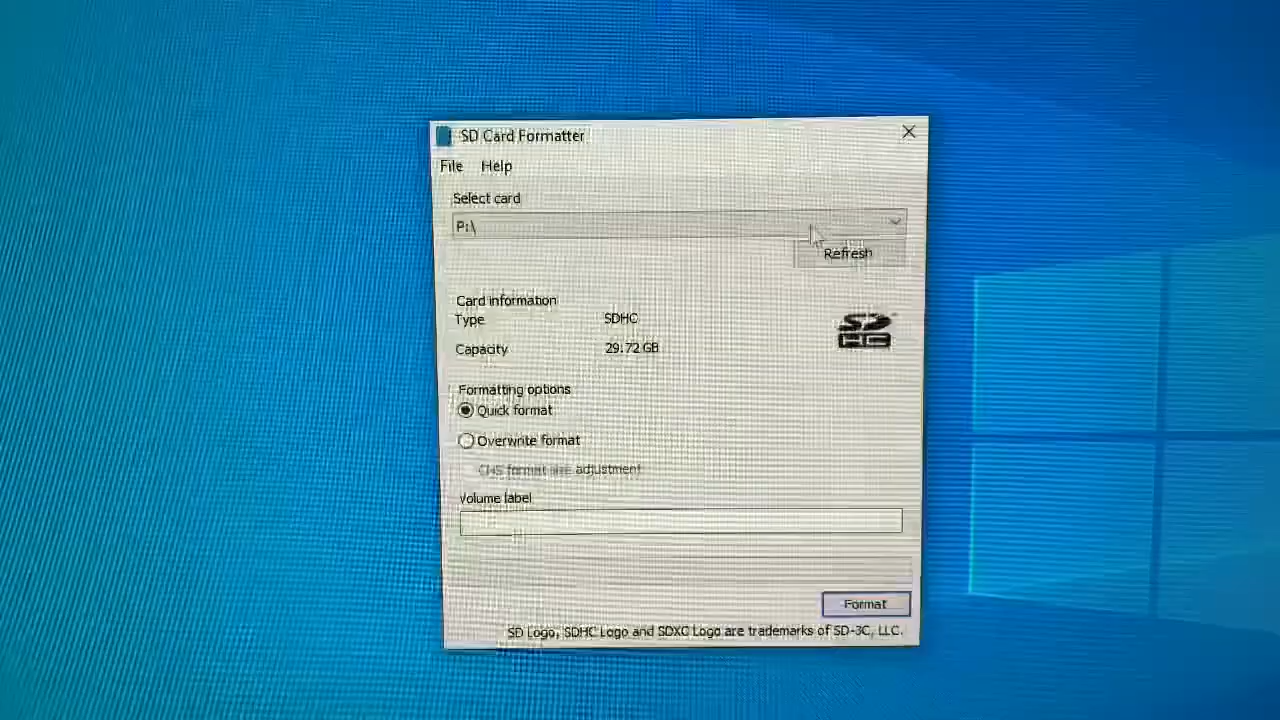 SD Card Formatter
File Help
Select card
P:\
Refresh
Card information
Type SDHC
SD
HC
Capacity 29.72 GB
Formatting options
Quick format
Overwrite format
CHS format size adjustment
Volume label
Format
SD Logo, SDHC Logo and SDXC Logo are trademarks of SD-3C, LLC.